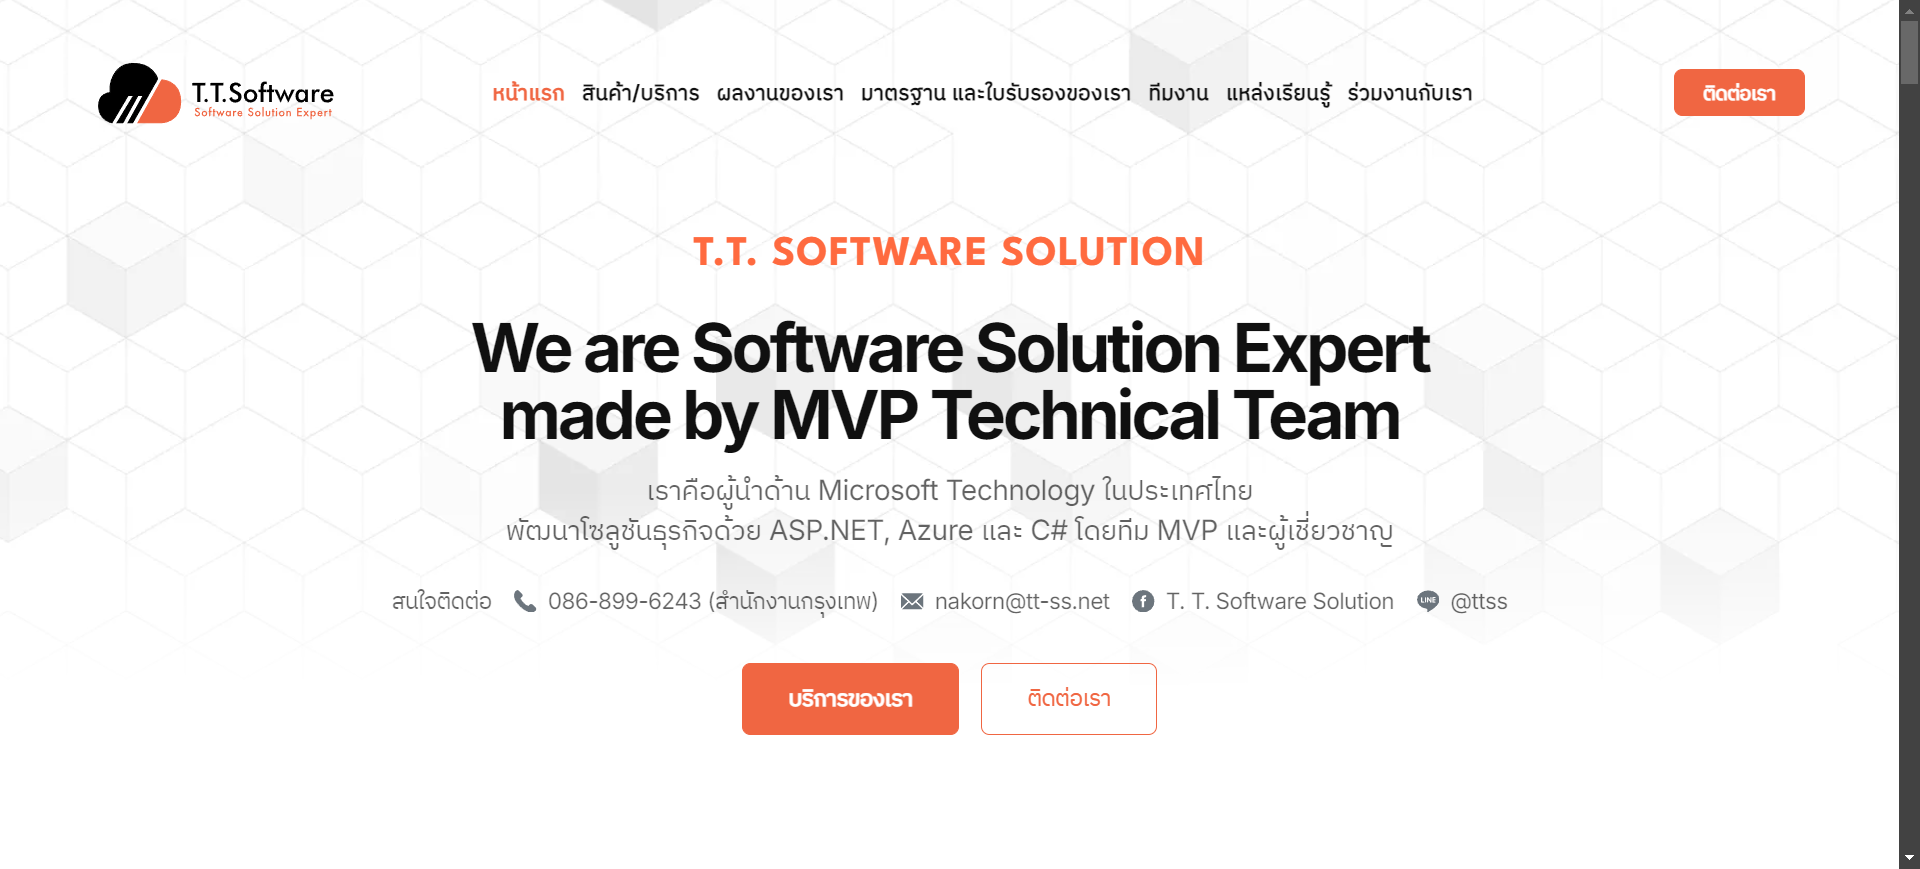 T.T.Software
Software Solution Expert
หน้าแรก สินค้า/บริการ ผลงานของเรา มาตรฐาน และใบรับรองของเรา ทีมงาน แหล่งเรียนรู้ ร่วมงานกับเรา
ติดต่อเรา
T.T. SOFTWARE SOLUTION
We are Software Solution Expert
made by MVP Technical Team
เราคือผู้นำด้าน Microsoft Technology ในประเทศไทย
พัฒนาโซลูชันธุรกิจด้วย ASP.NET, Azure และ C# โดยทีม MVP และผู้เชี่ยวชาญ
สนใจติดต่อ 086-899-6243 (สำนักงานกรุงเทพ) nakorn@tt-ss.net T. T. Software Solution LINE @ttss
บริการของเรา ติดต่อเรา